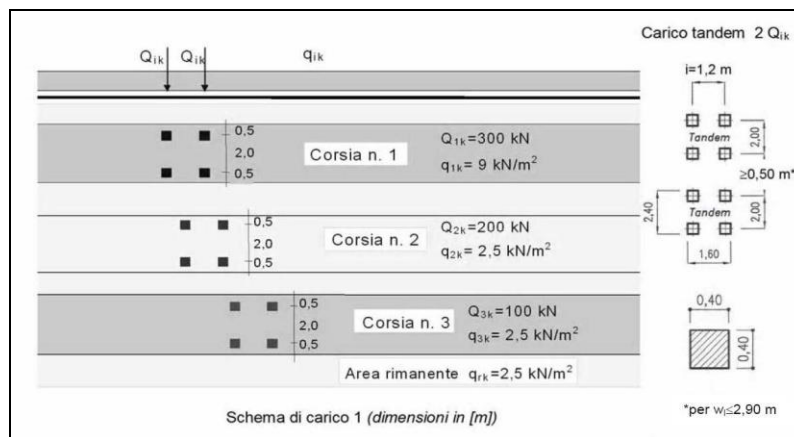 Carico tandem 2 Qik
Qik Qik qik
i=1,2 m
0,5
2,0
0,5
Corsia n. 1
Q1k=300 kN
q1k= 9 kN/m²
Tandem
2,00
≥0,50 m*
0,5
2,0
0,5
Corsia n. 2
Q2k=200 kN
q2k= 2,5 kN/m²
2,40
Tandem
2,00
1,60
0,5
2,0
0,5
Corsia n. 3
Q3k=100 kN
q3k= 2,5 kN/m²
0,40
0,40
Area rimanente qrk=2,5 kN/m²
Schema di carico 1 (dimensioni in [m])
*per wl≤2,90 m